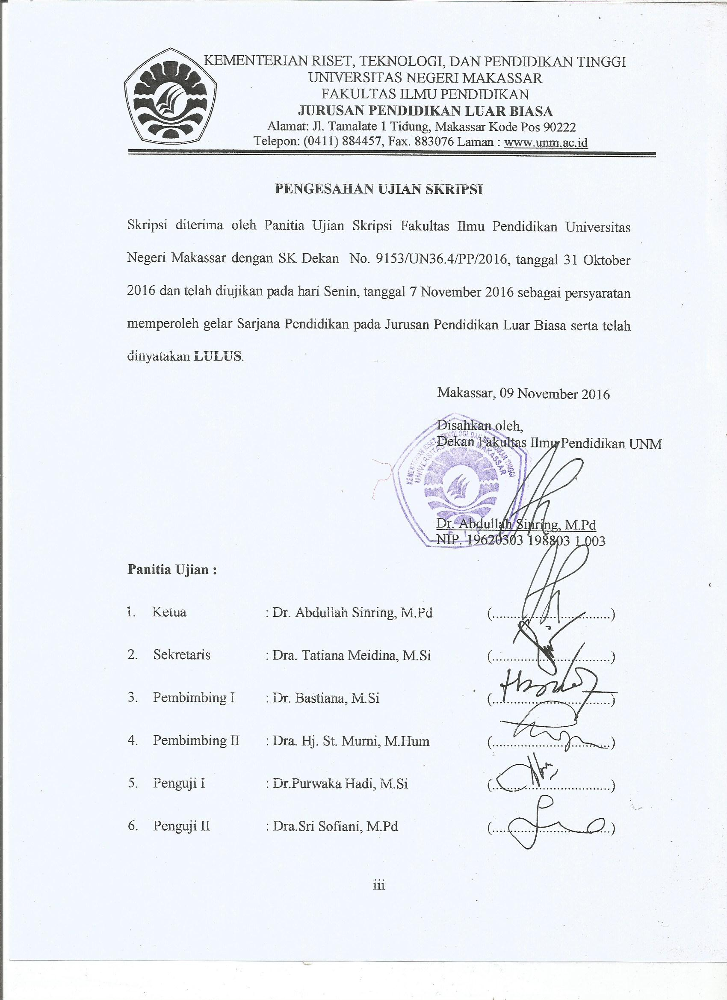 KEMENTERIAN RISET, TEKNOLOGI, DAN PENDIDIKAN TINGGI
UNIVERSITAS NEGERI MAKASSAR
FAKULTAS ILMU PENDIDIKAN
JURUSAN PENDIDIKAN LUAR BIASA
Alamat: Jl. Tamalate 1 Tidung, Makassar Kode Pos 90222
Telepon: (0411) 884457, Fax. 883076 Laman : www.unm.ac.id
PENGESAHAN UJIAN SKRIPSI
Skripsi diterima oleh Panitia Ujian Skripsi Fakultas Ilmu Pendidikan Universitas
Negeri Makassar dengan SK Dekan No. 9153/UN36.4/PP/2016, tanggal 31 Oktober
2016 dan telah diujikan pada hari Senin, tanggal 7 November 2016 sebagai persyaratan
memperoleh gelar Sarjana Pendidikan pada Jurusan Pendidikan Luar Biasa serta telah
dinyatakan LULUS.
Makassar, 09 November 2016
Disahkan oleh,
Dekan Fakultas Ilmu Pendidikan UNM
KEMENTERIAN RISET, TEKNOLOGI DAN PENDIDIKAN TINGGI
UNIVERSITAS NEGERI MAKASSAR
FIP
Dr. Abdullah Sinring, M.Pd
NIP. 19620303 198803 1 003
Panitia Ujian :
1. Ketua : Dr. Abdullah Sinring, M.Pd (..................................)
2. Sekretaris : Dra. Tatiana Meidina, M.Si (..................................)
3. Pembimbing I : Dr. Bastiana, M.Si (..................................)
4. Pembimbing II : Dra. Hj. St. Murni, M.Hum (..................................)
5. Penguji I : Dr.Purwaka Hadi, M.Si (..................................)
6. Penguji II : Dra.Sri Sofiani, M.Pd (..................................)
iii